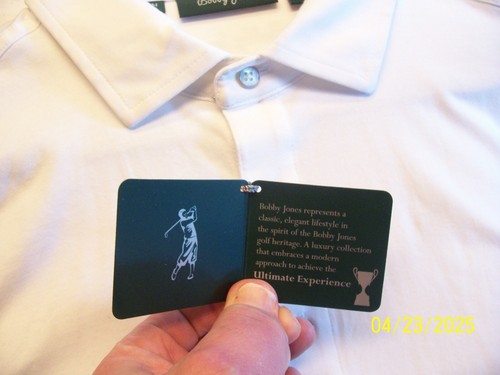 Bobby
Bobby Jones represents a
classic, elegant lifestyle in
the spirit of the Bobby Jones
golf heritage. A luxury collection
that embraces a modern
approach to achieve the
Ultimate Experience
04/23/2025